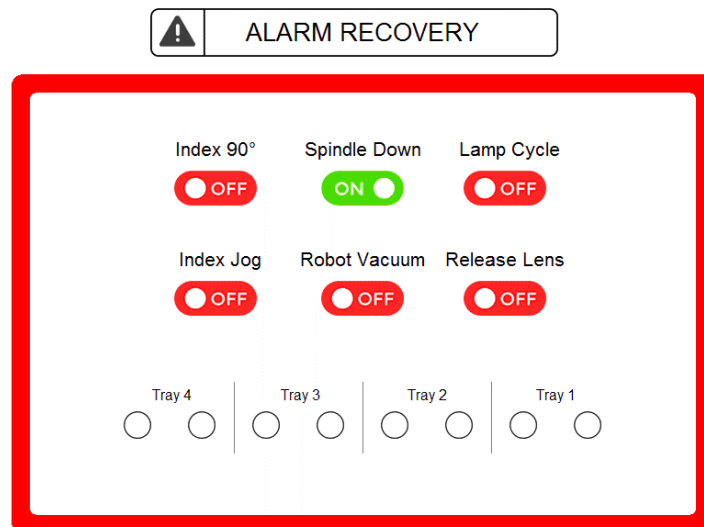 ALARM RECOVERY
Index 90° Spindle Down Lamp Cycle
OFF ON OFF
Index Jog Robot Vacuum Release Lens
OFF OFF OFF
Tray 4 Tray 3 Tray 2 Tray 1